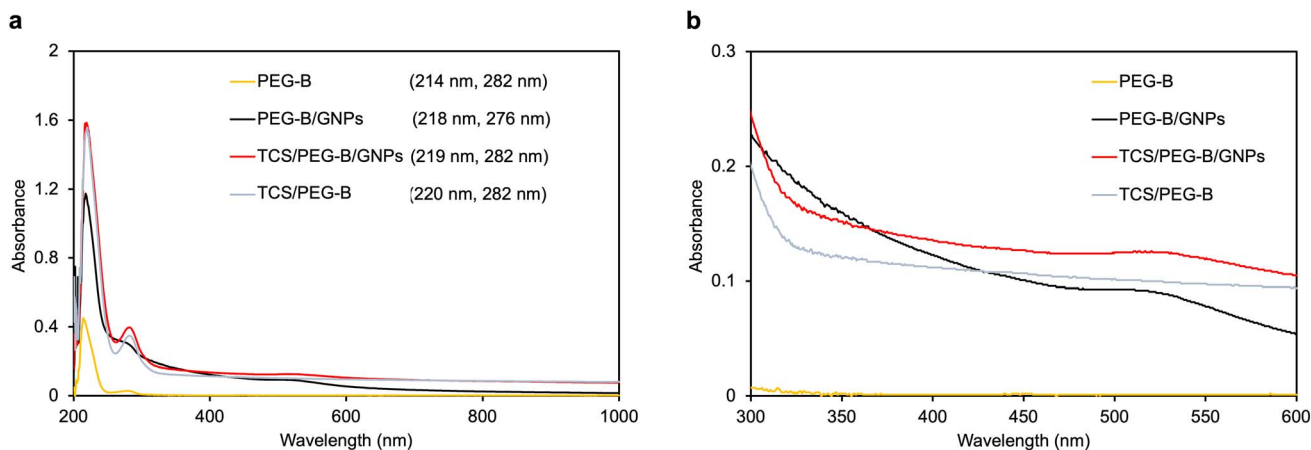 a
2
1.6
1.2
0.8
0.4
0
Absorbance
200
400
600
800
1000
Wavelength (nm)
PEG-B (214 nm, 282 nm)
PEG-B/GNPs (218 nm, 276 nm)
TCS/PEG-B/GNPs (219 nm, 282 nm)
TCS/PEG-B (220 nm, 282 nm)
b
0.3
0.2
0.1
0
Absorbance
300
350
400
450
500
550
600
Wavelength (nm)
PEG-B
PEG-B/GNPs
TCS/PEG-B/GNPs
TCS/PEG-B